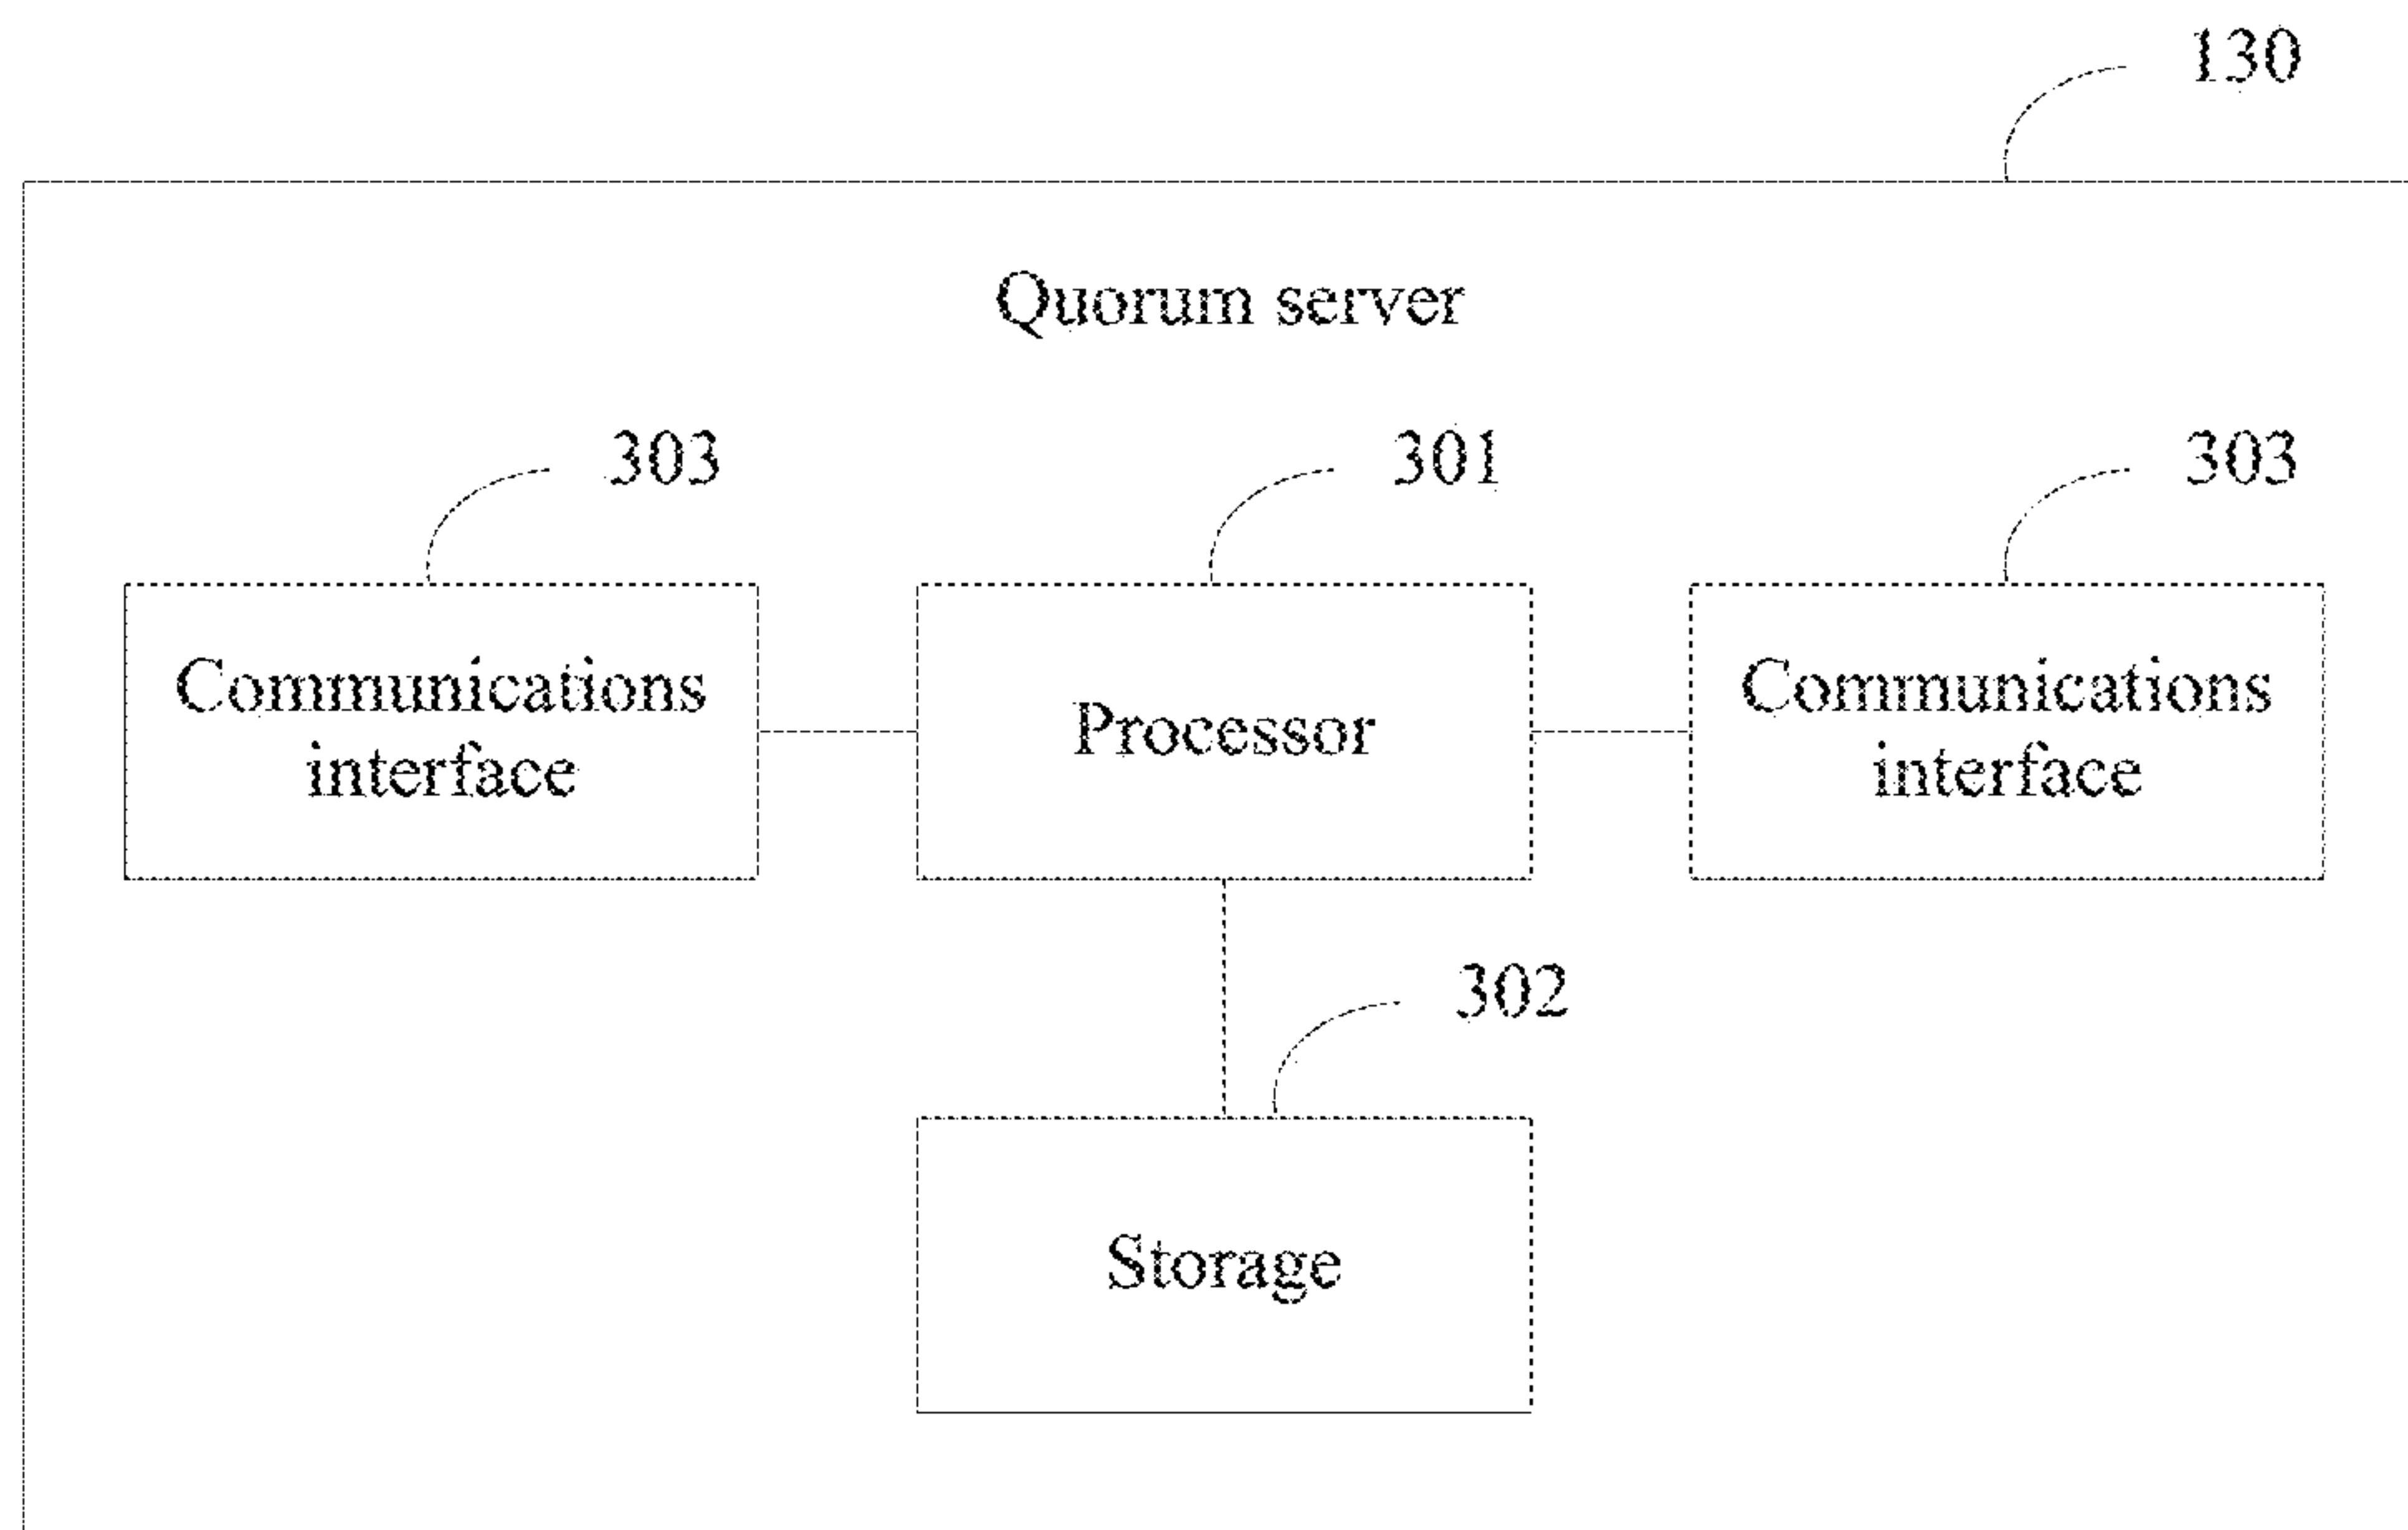 130
Quorum server
303
301
303
Communications
interface
Processor
Communications
interface
302
Storage